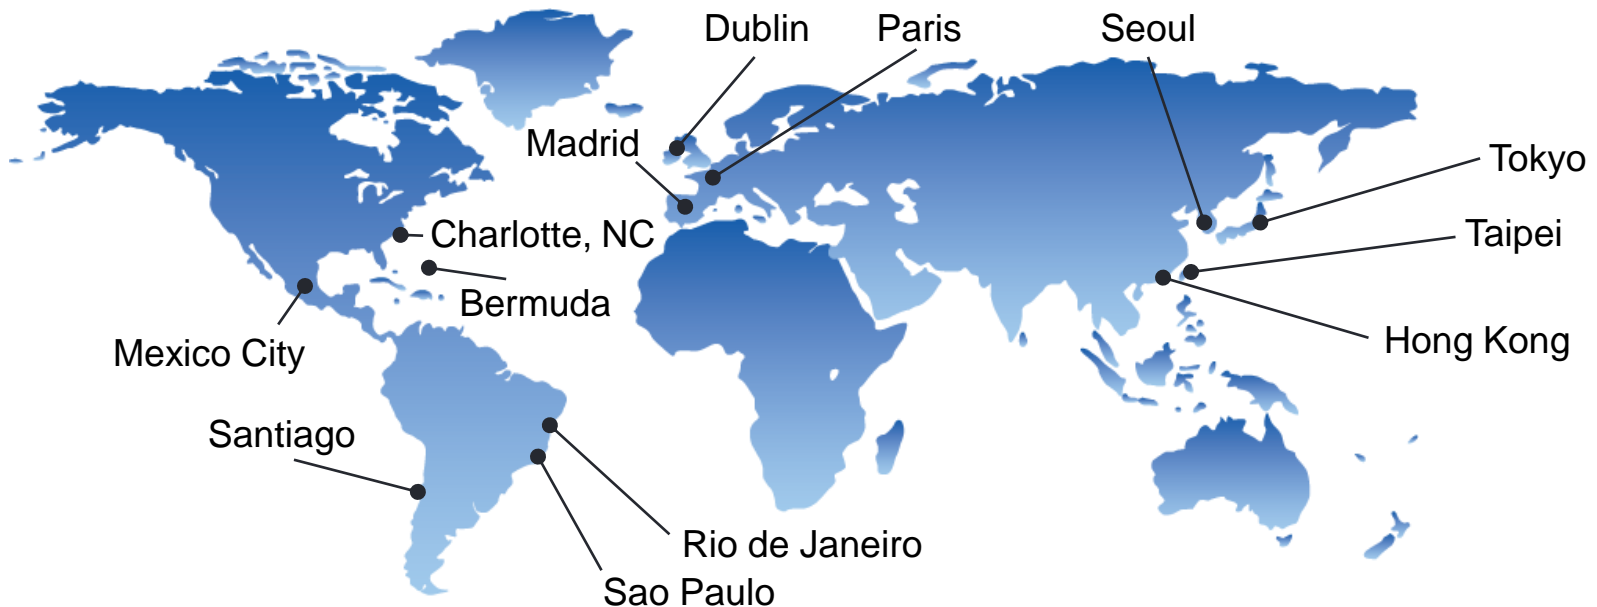 Dublin
Paris
Seoul
Madrid
Tokyo
Charlotte, NC
Taipei
Bermuda
Mexico City
Hong Kong
Santiago
Rio de Janeiro
Sao Paulo